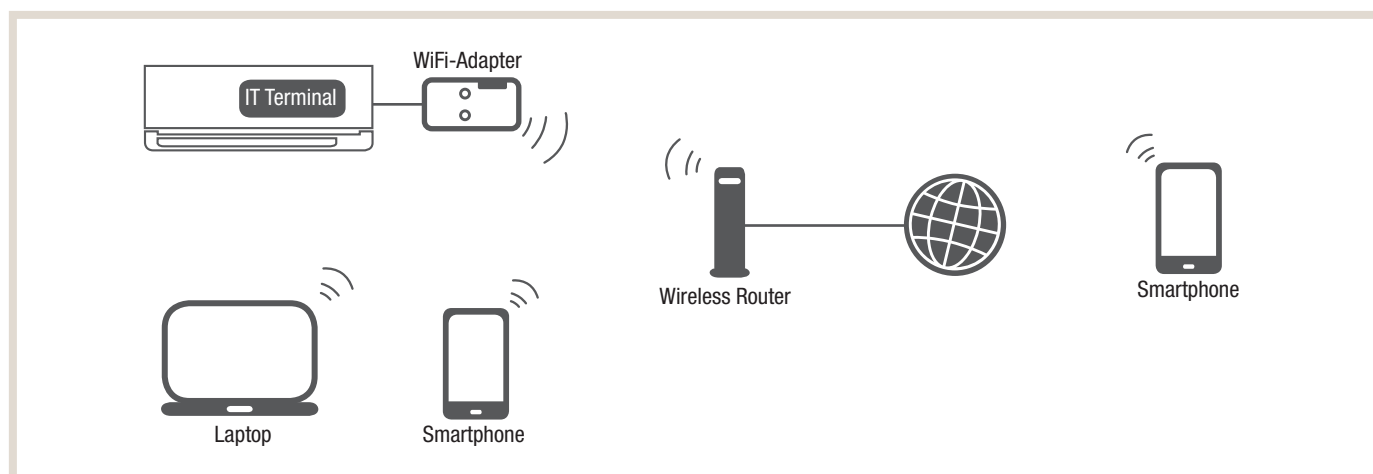 WiFi-Adapter
IT Terminal
Wireless Router
Smartphone
Laptop
Smartphone